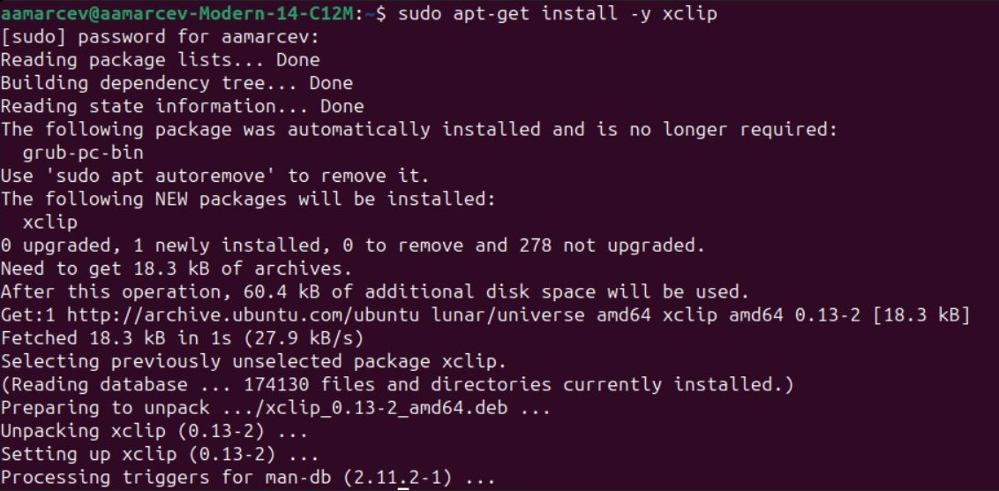 aamarcev@aamarcev-Modern-14-C12M:~$ sudo apt-get install -y xclip
[sudo] password for aamarcev:
Reading package lists... Done
Building dependency tree... Done
Reading state information... Done
The following package was automatically installed and is no longer required:
  grub-pc-bin
Use 'sudo apt autoremove' to remove it.
The following NEW packages will be installed:
  xclip
0 upgraded, 1 newly installed, 0 to remove and 278 not upgraded.
Need to get 18.3 kB of archives.
After this operation, 60.4 kB of additional disk space will be used.
Get:1 http://archive.ubuntu.com/ubuntu lunar/universe amd64 xclip amd64 0.13-2 [18.3 kB]
Fetched 18.3 kB in 1s (27.9 kB/s)
Selecting previously unselected package xclip.
(Reading database ... 174130 files and directories currently installed.)
Preparing to unpack .../xclip_0.13-2_amd64.deb ...
Unpacking xclip (0.13-2) ...
Setting up xclip (0.13-2) ...
Processing triggers for man-db (2.11.2-1) ...